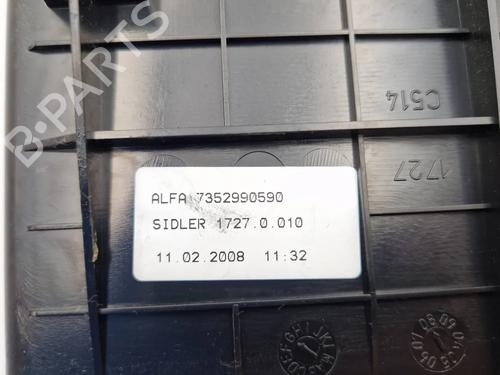 B-PARTS
C514
1727
ALFA 7352990590
SIDLER 1727.0.010
11.02.2008 11:32